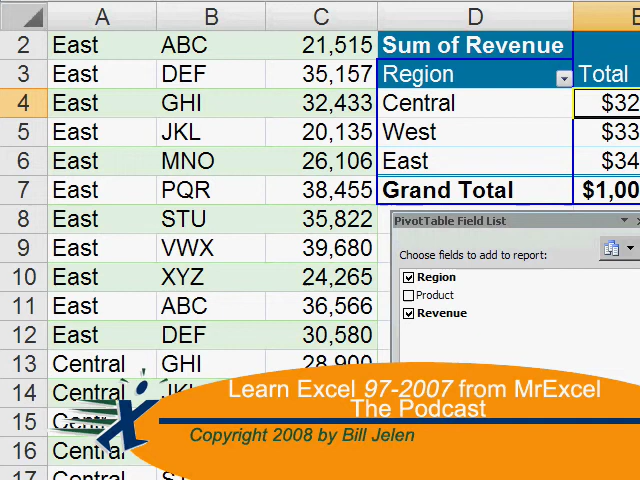 A B C D E
2 East ABC 21,515 Sum of Revenue
3 East DEF 35,157 Region Total
4 East GHI 32,433 Central $32
5 East JKL 20,135 West $33
6 East MNO 26,106 East $34
7 East PQR 38,455 Grand Total $1,00
8 East STU 35,822
PivotTable Field List
9 East VWX 39,680
Choose fields to add to report:
10 East XYZ 24,265
Region
Product
11 East ABC 36,566
Revenue
12 East DEF 30,580
13 Central GHI 28,900
14 Central JKL
Learn Excel 97-2007 from MrExcel
The Podcast
15 Central
Copyright 2008 by Bill Jelen
16 Central
17 Central